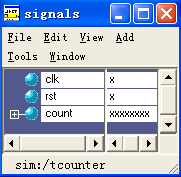 signals
File Edit View Add
Tools Window
clk x
rst x
count xxxxxxxx
sim:/tcounter